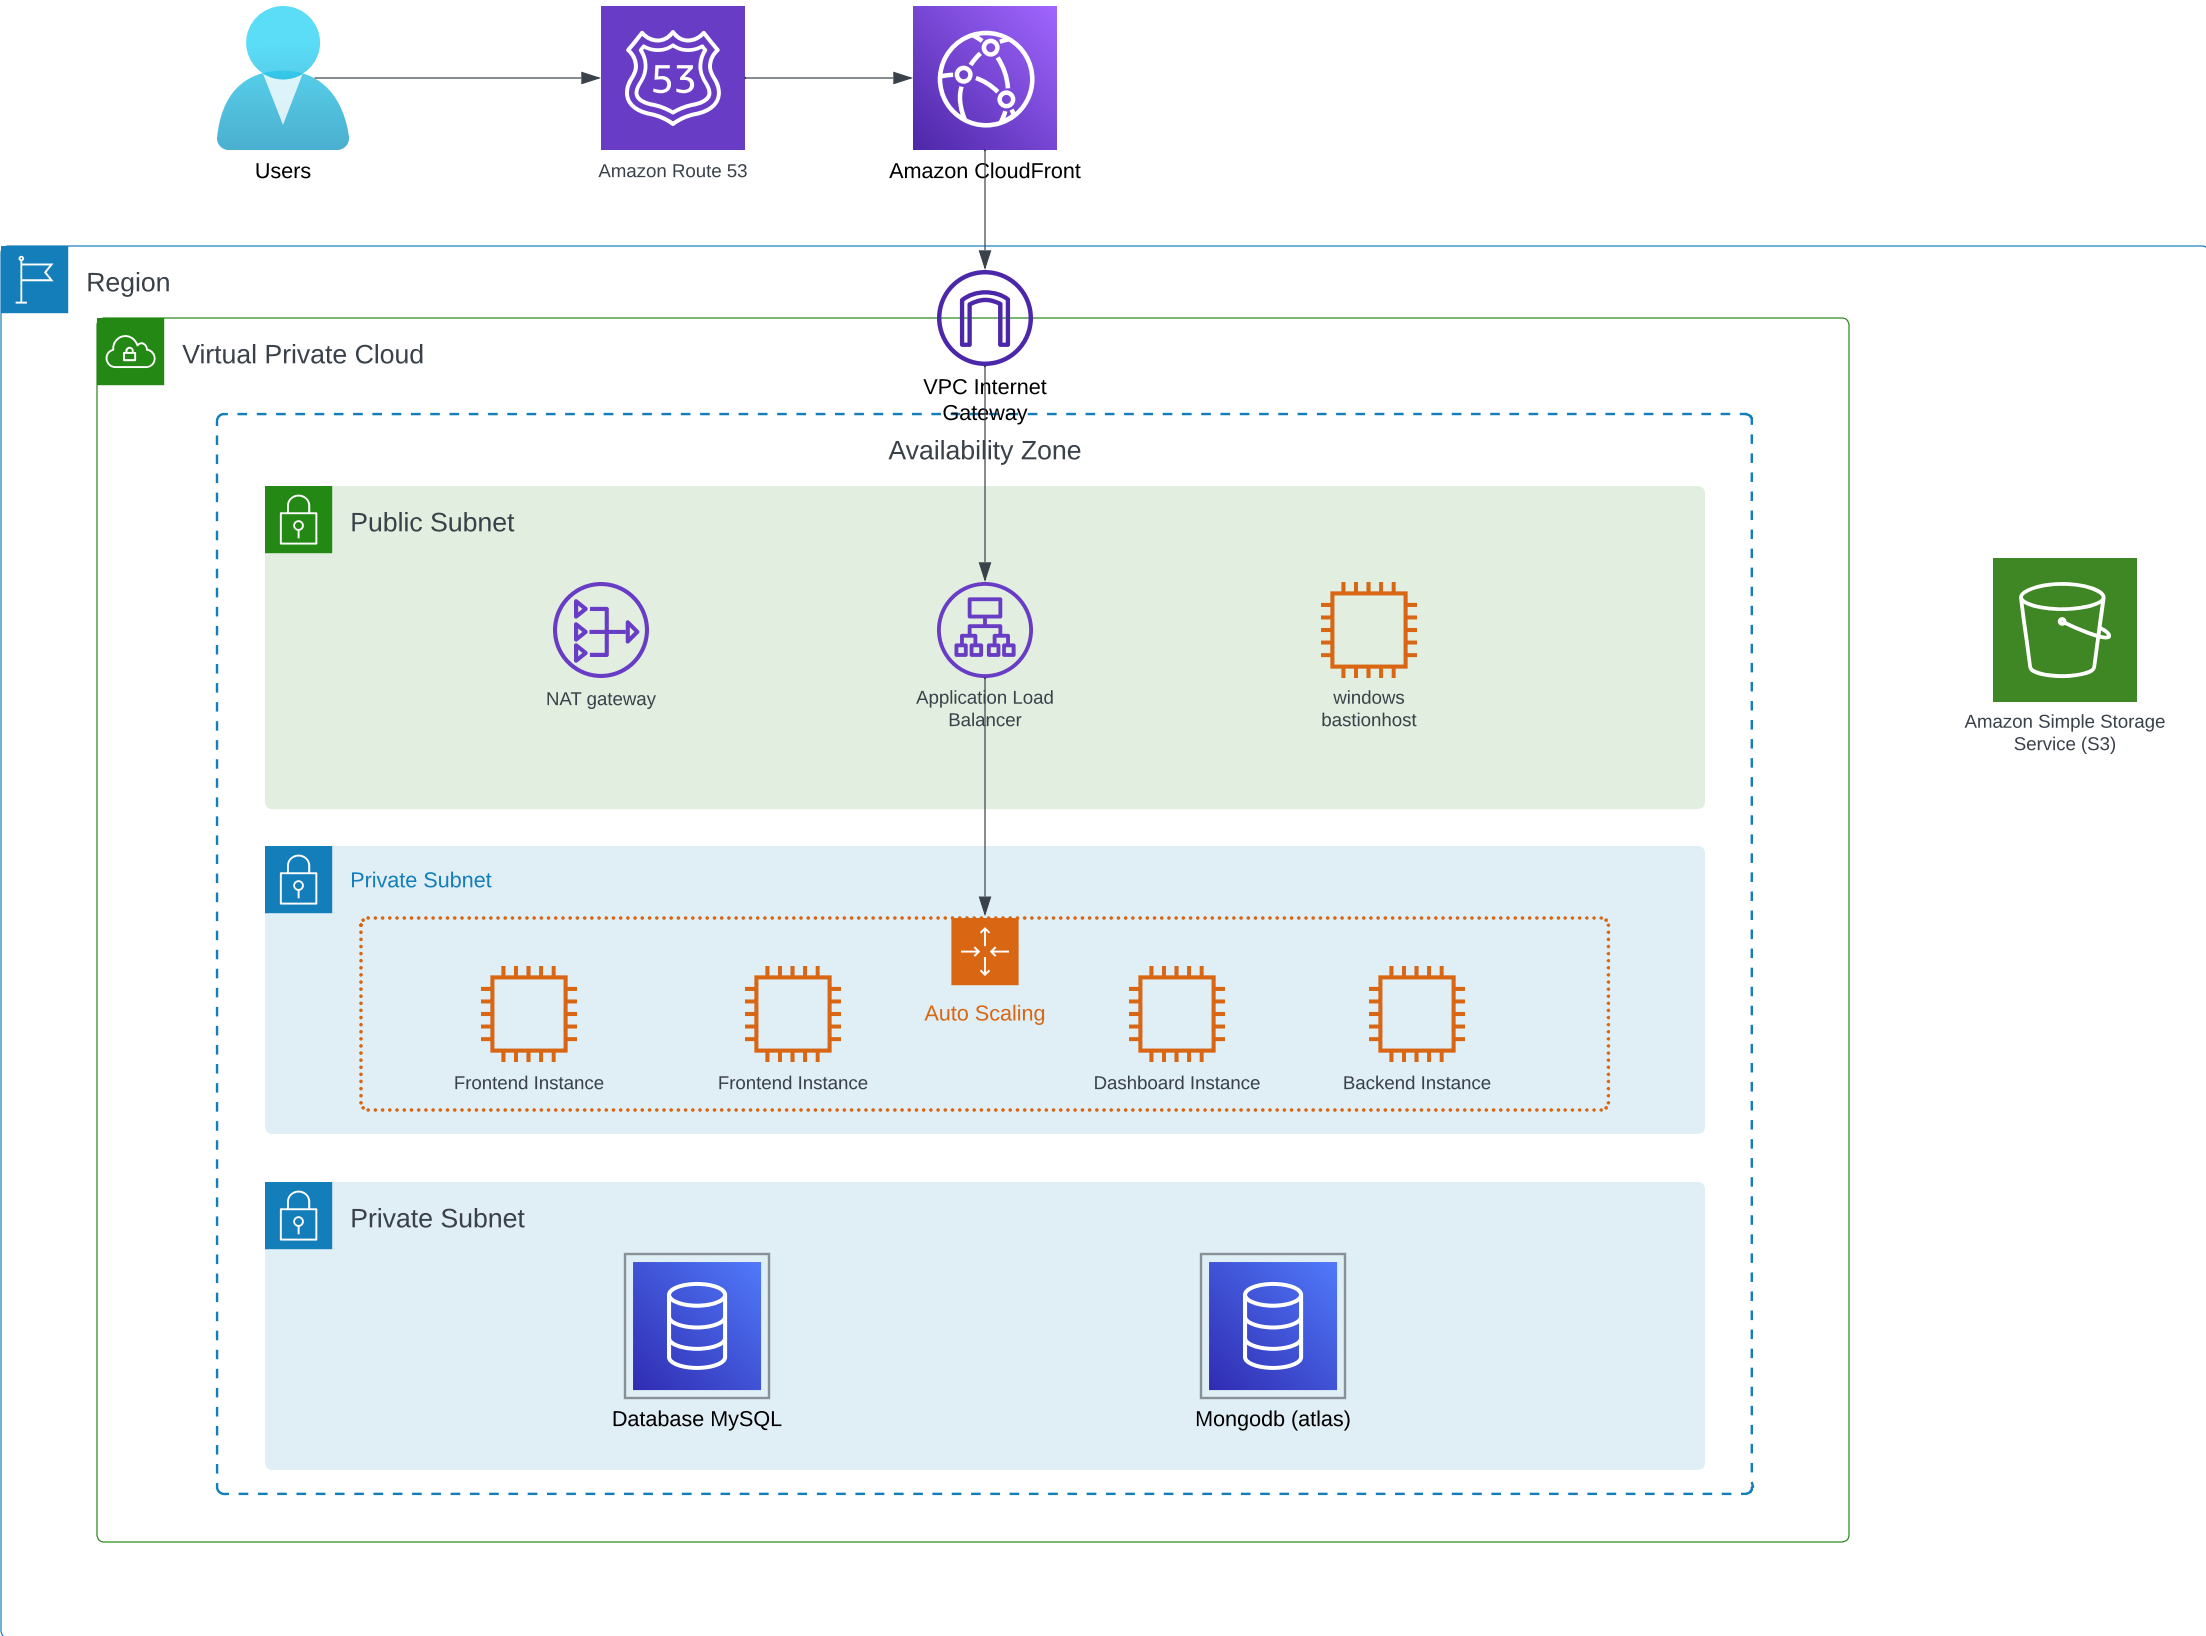 53
Users
Amazon Route 53
Amazon CloudFront
Region
Virtual Private Cloud
VPC Internet
Gateway
Availability Zone
Public Subnet
NAT gateway
Application Load
Balancer
windows
bastionhost
Amazon Simple Storage
Service (S3)
Private Subnet
Auto Scaling
Frontend Instance
Frontend Instance
Dashboard Instance
Backend Instance
Private Subnet
Database MySQL
Mongodb (atlas)